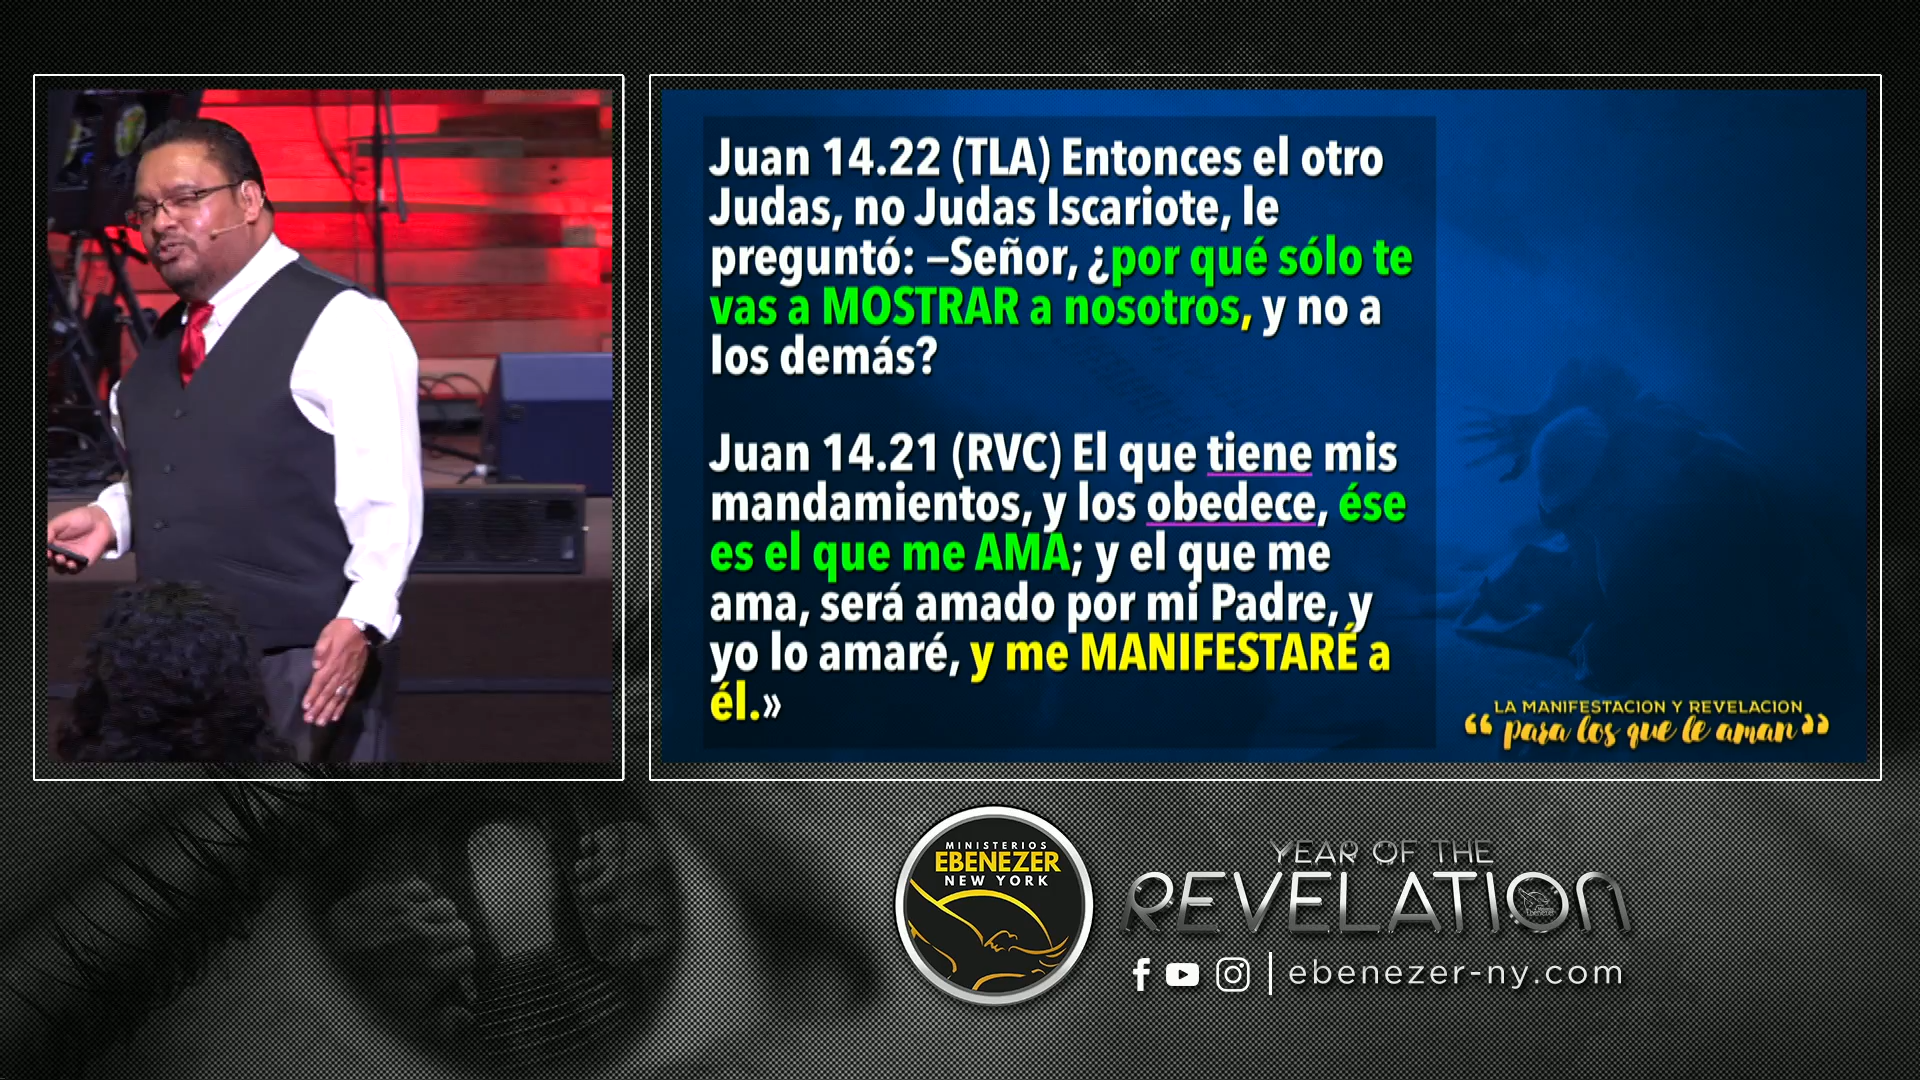 Juan 14.22 (TLA) Entonces el otro
Judas, no Judas Iscariote, le
preguntó: –Señor, ¿por qué sólo te
vas a MOSTRAR a nosotros, y no a
los demás?
Juan 14.21 (RVC) El que tiene mis
mandamientos, y los obedece, ése
es el que me AMA; y el que me
ama, será amado por mi Padre, y
yo lo amaré, y me MANIFESTARÉ a
él.»
LA MANIFESTACION Y REVELACION
“para los que le aman”
MINISTERIOS
EBENEZER
NEW YORK
YEAR OF THE
REVELATION
f | ebenezer-ny.com